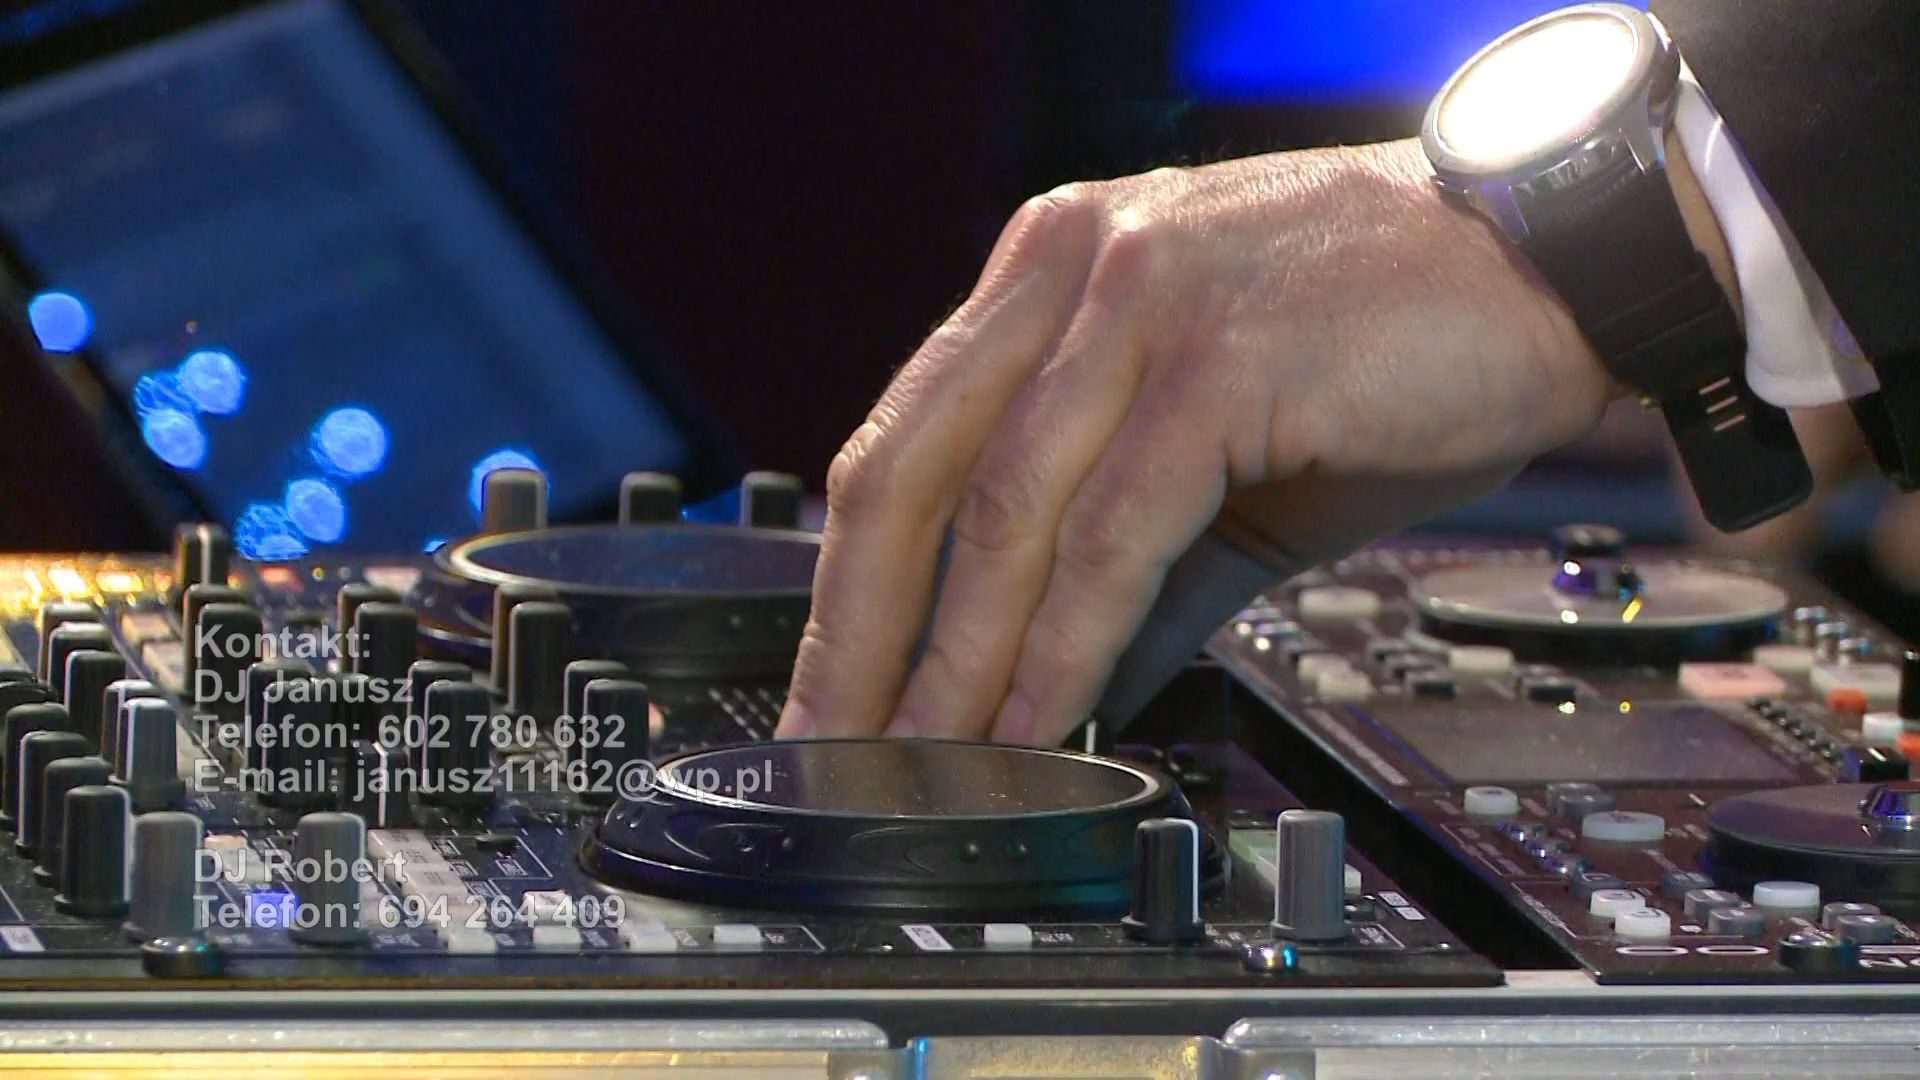 Kontakt:
DJ Janusz
Telefon: 602 780 632
E-mail: janusz11162@wp.pl
DJ Robert
Telefon: 694 264 409